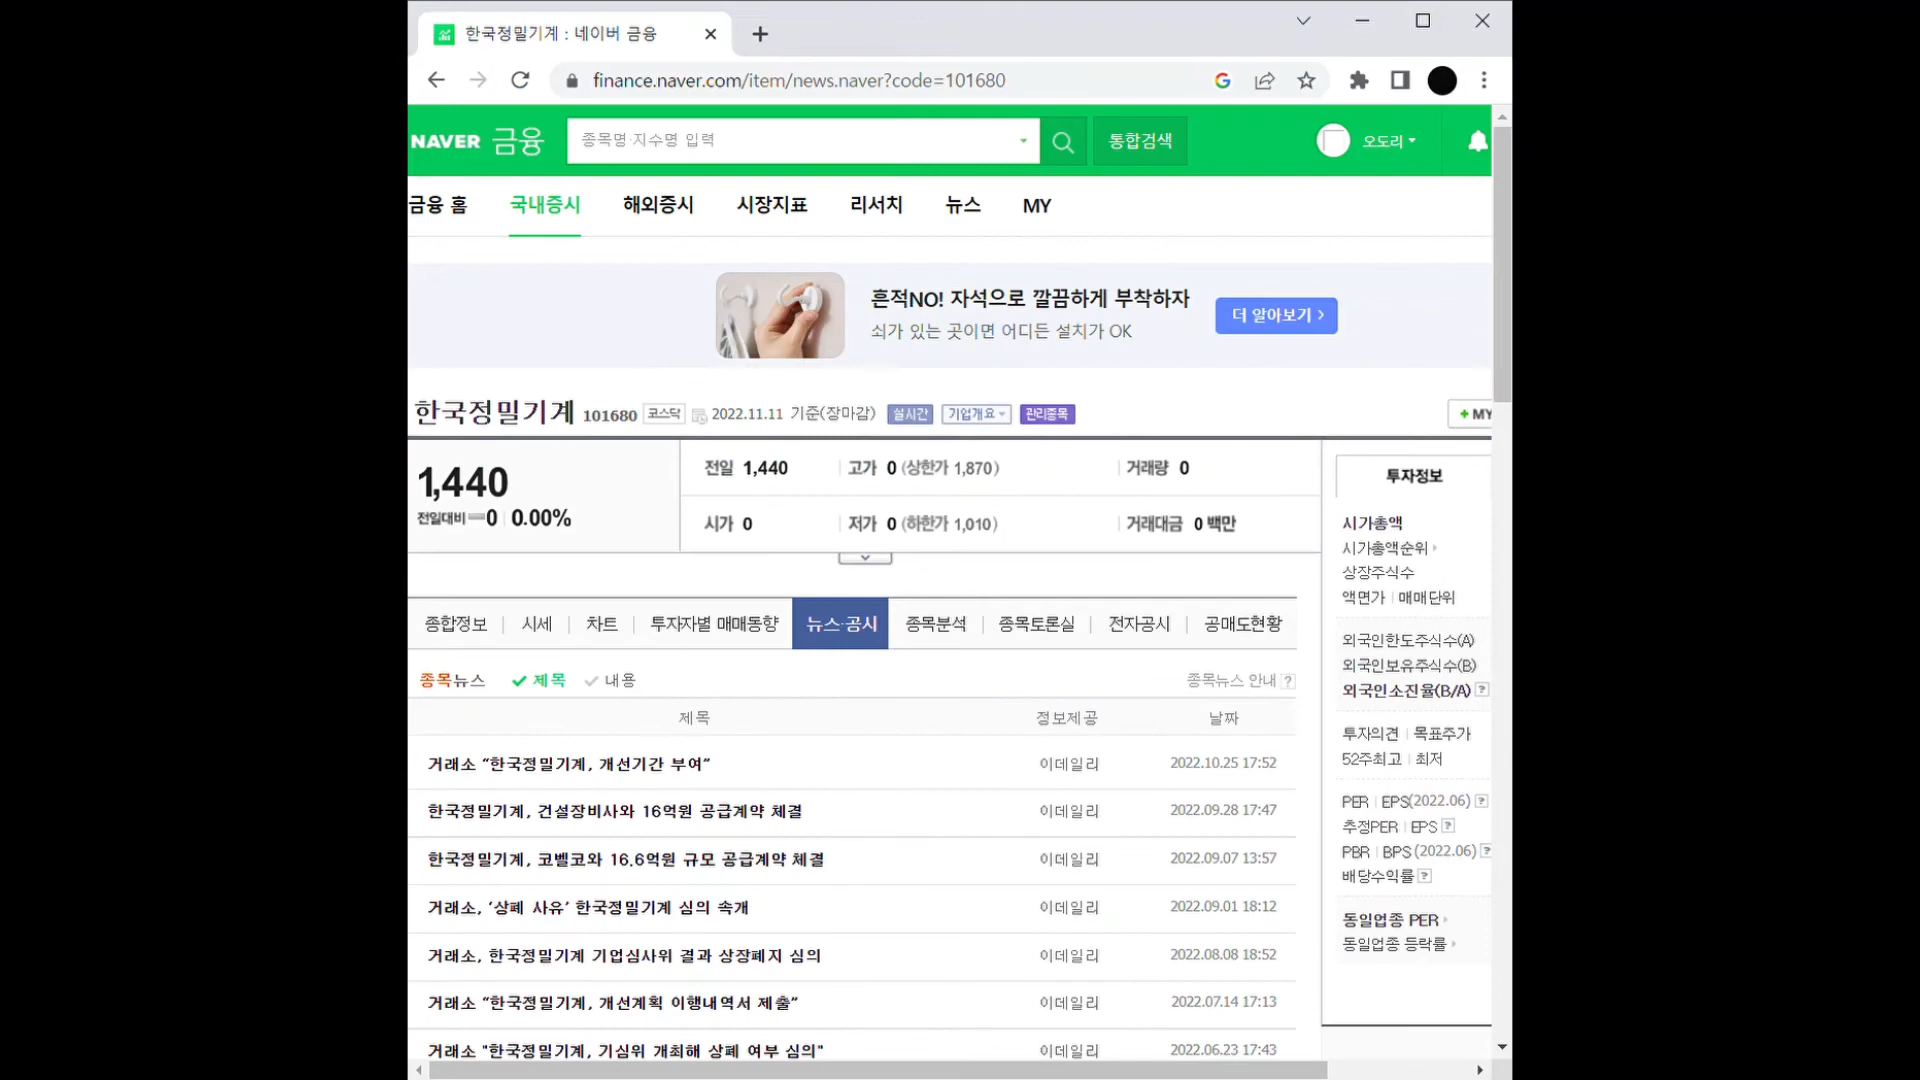 한국정밀기계 : 네이버 금융
finance.naver.com/item/news.naver?code=101680
NAVER 금융 종목명·지수명 입력 통합검색 오도리
금융 홈 국내증시 해외증시 시장지표 리서치 뉴스 MY
흔적NO! 자석으로 깔끔하게 부착하자
쇠가 있는 곳이면 어디든 설치가 OK
더 알아보기 >
한국정밀기계 101680 코스닥 2022.11.11 기준(장마감) 실시간 기업개요 관리종목 + MY
1,440
전일대비 0 0.00%
전일 1,440 고가 0 (상한가 1,870) 거래량 0
시가 0 저가 0 (하한가 1,010) 거래대금 0 백만
종합정보 시세 차트 투자자별 매매동향 뉴스·공시 종목분석 종목토론실 전자공시 공매도현황
종목뉴스 제목 내용 종목뉴스 안내 ?
제목 정보제공 날짜
거래소 “한국정밀기계, 개선기간 부여” 이데일리 2022.10.25 17:52
한국정밀기계, 건설장비사와 16억원 공급계약 체결 이데일리 2022.09.28 17:47
한국정밀기계, 코벨코와 16.6억원 규모 공급계약 체결 이데일리 2022.09.07 13:57
거래소, ‘상폐 사유’ 한국정밀기계 심의 속개 이데일리 2022.09.01 18:12
거래소, 한국정밀기계 기업심사위 결과 상장폐지 심의 이데일리 2022.08.08 18:52
거래소 “한국정밀기계, 개선계획 이행내역서 제출” 이데일리 2022.07.14 17:13
거래소 "한국정밀기계, 기심위 개최해 상폐 여부 심의" 이데일리 2022.06.23 17:43
투자정보
시가총액
시가총액순위
상장주식수
액면가 매매단위
외국인한도주식수(A)
외국인보유주식수(B)
외국인소진율(B/A) ?
투자의견 목표주가
52주최고 최저
PER EPS(2022.06) ?
추정PER EPS ?
PBR BPS (2022.06) ?
배당수익률 ?
동일업종 PER
동일업종 등락률